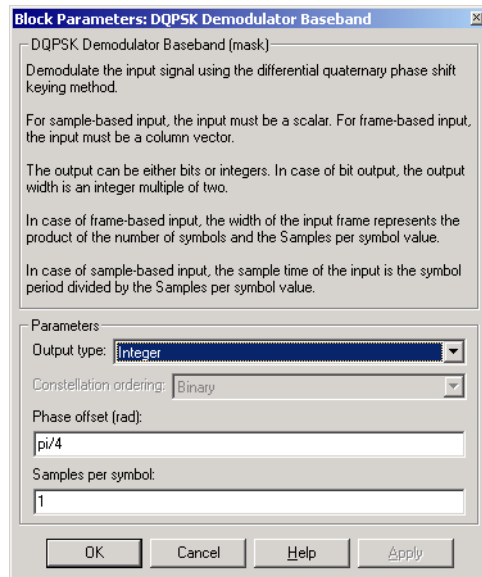 Block Parameters: DQPSK Demodulator Baseband
DQPSK Demodulator Baseband (mask)
Demodulate the input signal using the differential quaternary phase shift
keying method.
For sample-based input, the input must be a scalar. For frame-based input,
the input must be a column vector.
The output can be either bits or integers. In case of bit output, the output
width is an integer multiple of two.
In case of frame-based input, the width of the input frame represents the
product of the number of symbols and the Samples per symbol value.
In case of sample-based input, the sample time of the input is the symbol
period divided by the Samples per symbol value.
Parameters
Output type: Integer
Constellation ordering: Binary
Phase offset (rad):
pi/4
Samples per symbol:
1
OK Cancel Help Apply